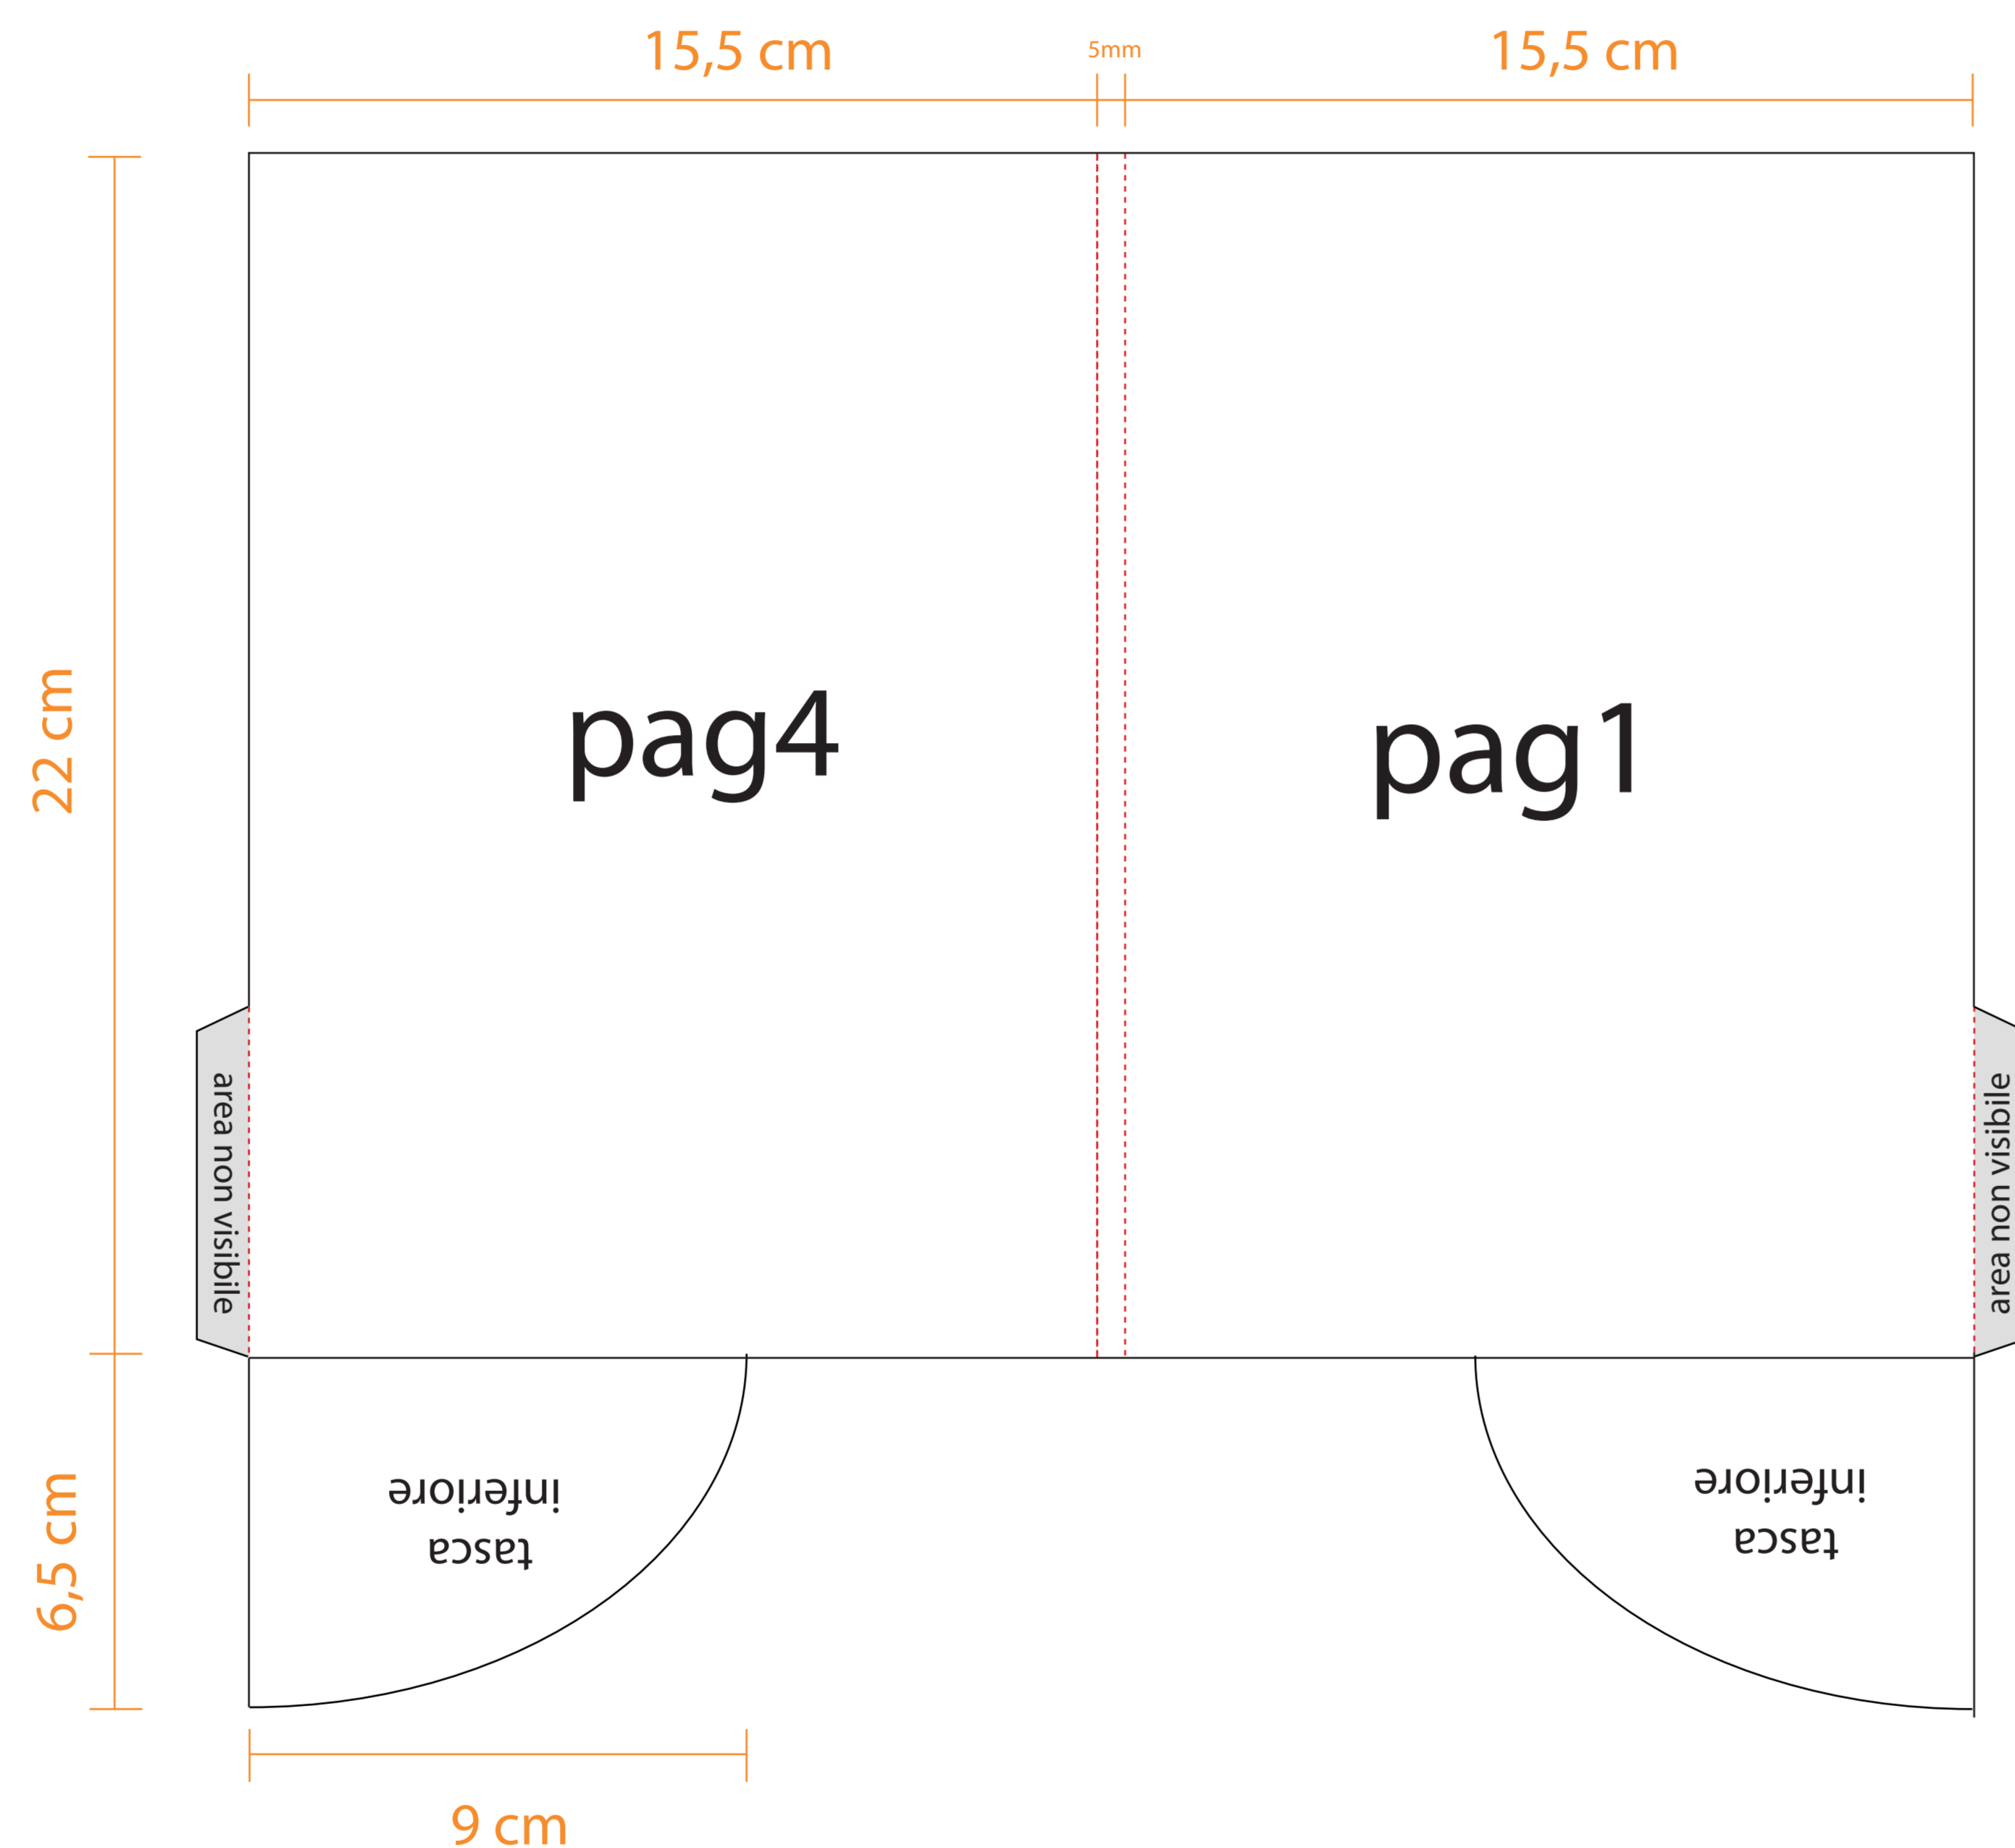 15,5 cm
5mm
15,5 cm
22 cm
pag4
pag1
area non visibile
area non visibile
tasca
inferiore
tasca
inferiore
6,5 cm
9 cm